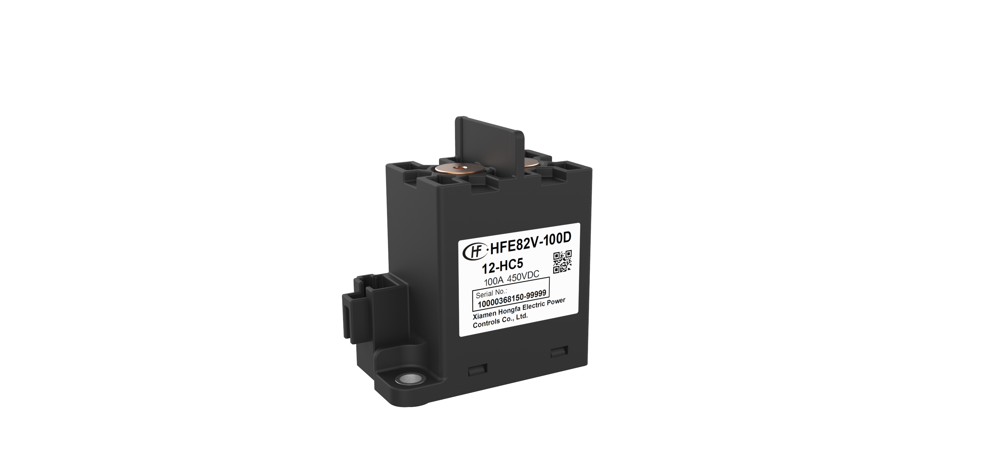 HF HFE82V-100D
12-HC5
100A 450VDC
Serial No.:
10000368150-99999
Xiamen Hongfa Electric Power
Controls Co., Ltd.